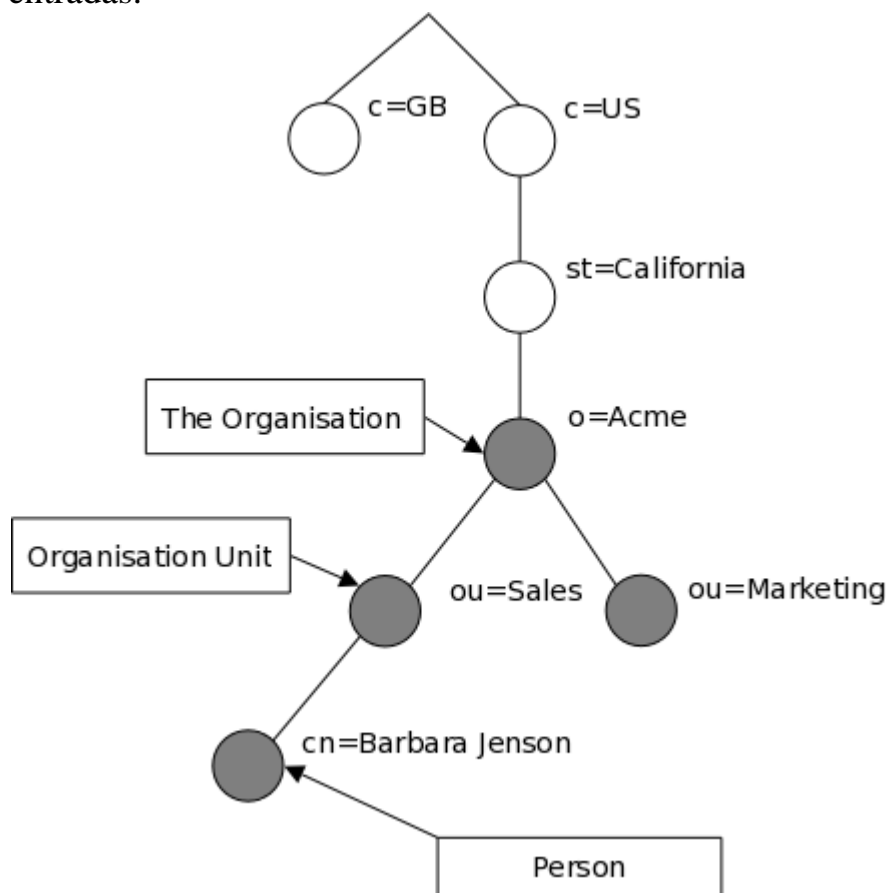 entradas.
c=GB
c=US
st=California
The Organisation
o=Acme
Organisation Unit
ou=Sales
ou=Marketing
cn=Barbara Jenson
Person